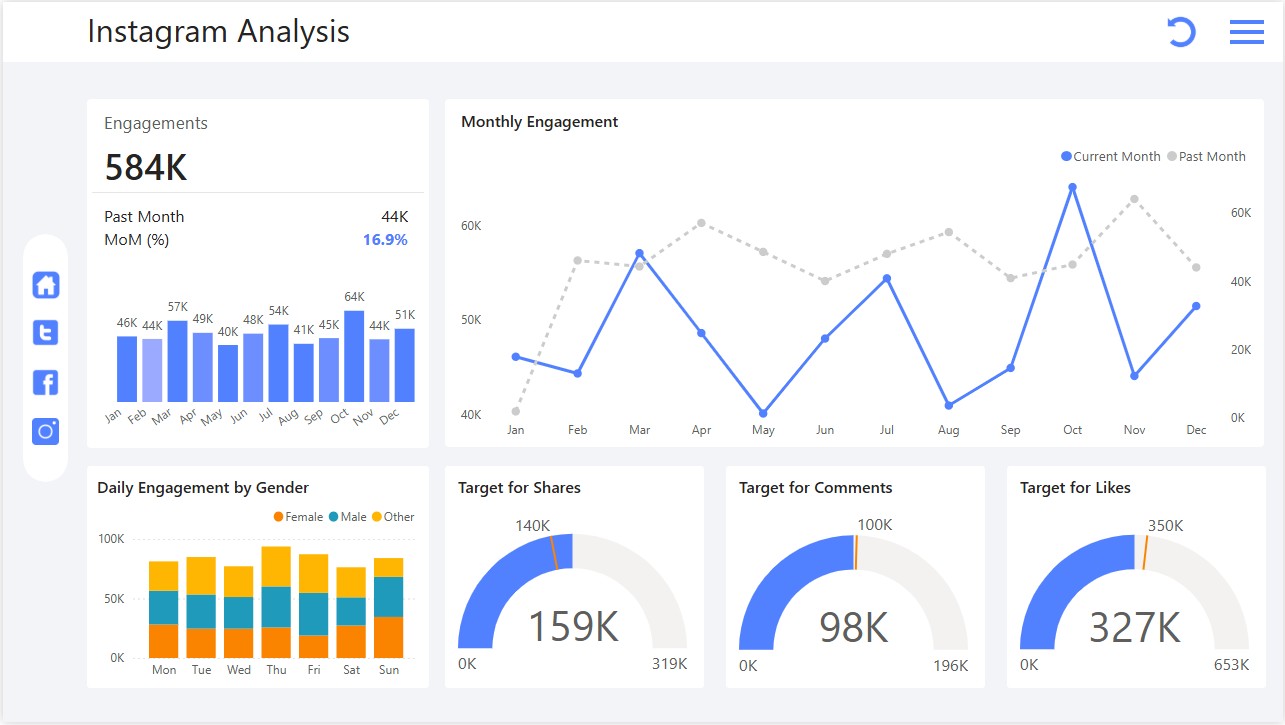 Instagram Analysis
Engagements
584K
Past Month 44K
MoM (%) 16.9%
46K 44K 57K 49K 40K 48K 54K 41K 45K 64K 44K 51K
Jan Feb Mar Apr May Jun Jul Aug Sep Oct Nov Dec
Monthly Engagement
Current Month Past Month
60K 60K
50K 40K
40K 20K
0K
Jan Feb Mar Apr May Jun Jul Aug Sep Oct Nov Dec
Daily Engagement by Gender
Female Male Other
100K
50K
0K
Mon Tue Wed Thu Fri Sat Sun
Target for Shares
140K
159K
0K 319K
Target for Comments
100K
98K
0K 196K
Target for Likes
350K
327K
0K 653K